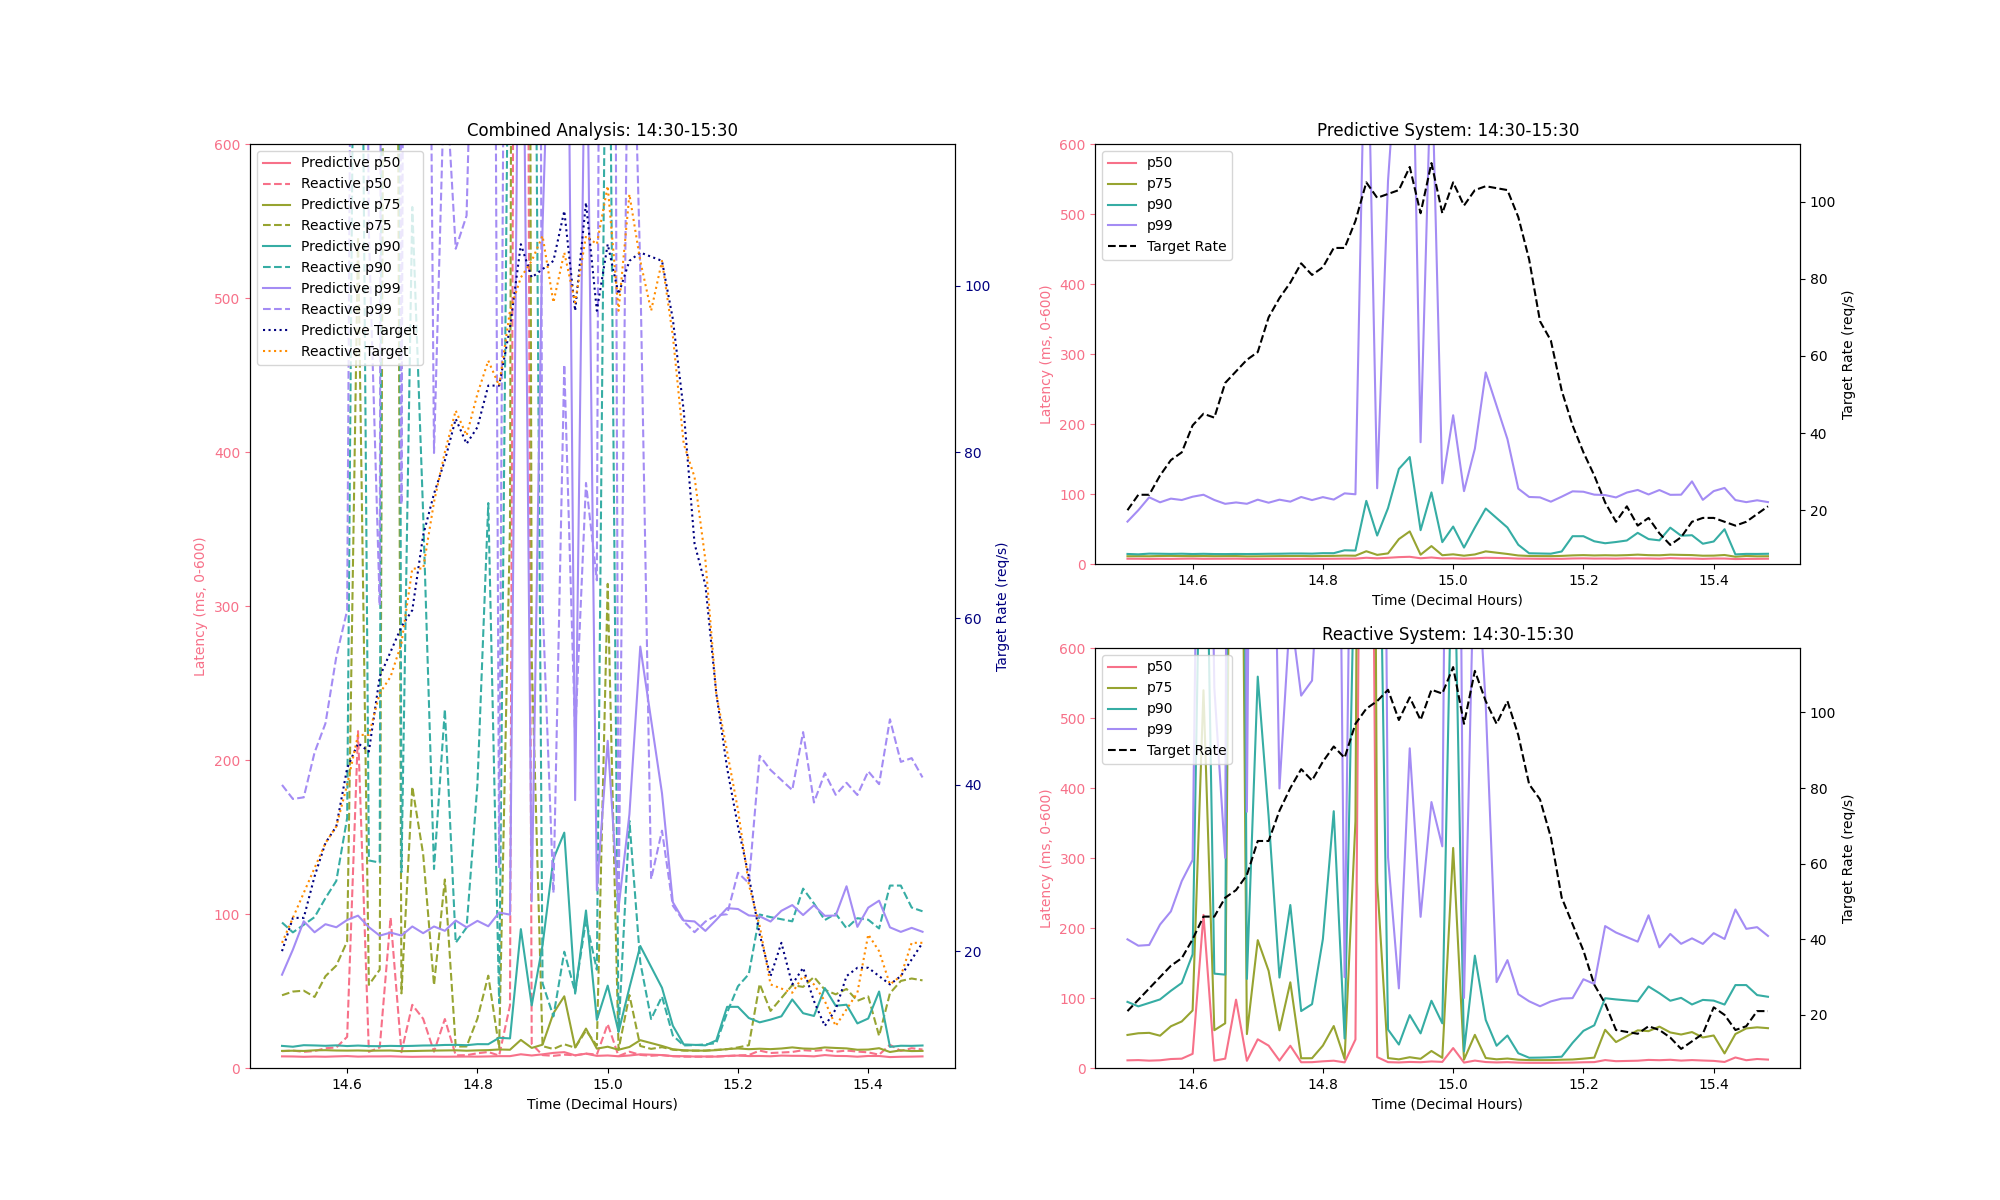 Combined Analysis: 14:30-15:30
Predictive p50
Reactive p50
Predictive p75
Reactive p75
Predictive p90
Reactive p90
Predictive p99
Reactive p99
Predictive Target
Reactive Target
Latency (ms, 0-600)
600
500
400
300
200
100
0
14.6 14.8 15.0 15.2 15.4
Time (Decimal Hours)
100
80
60
40
20
Target Rate (req/s)
Predictive System: 14:30-15:30
p50
p75
p90
p99
Target Rate
Latency (ms, 0-600)
600
500
400
300
200
100
0
14.6 14.8 15.0 15.2 15.4
Time (Decimal Hours)
100
80
60
40
20
Target Rate (req/s)
Reactive System: 14:30-15:30
p50
p75
p90
p99
Target Rate
Latency (ms, 0-600)
600
500
400
300
200
100
0
14.6 14.8 15.0 15.2 15.4
Time (Decimal Hours)
100
80
60
40
20
Target Rate (req/s)